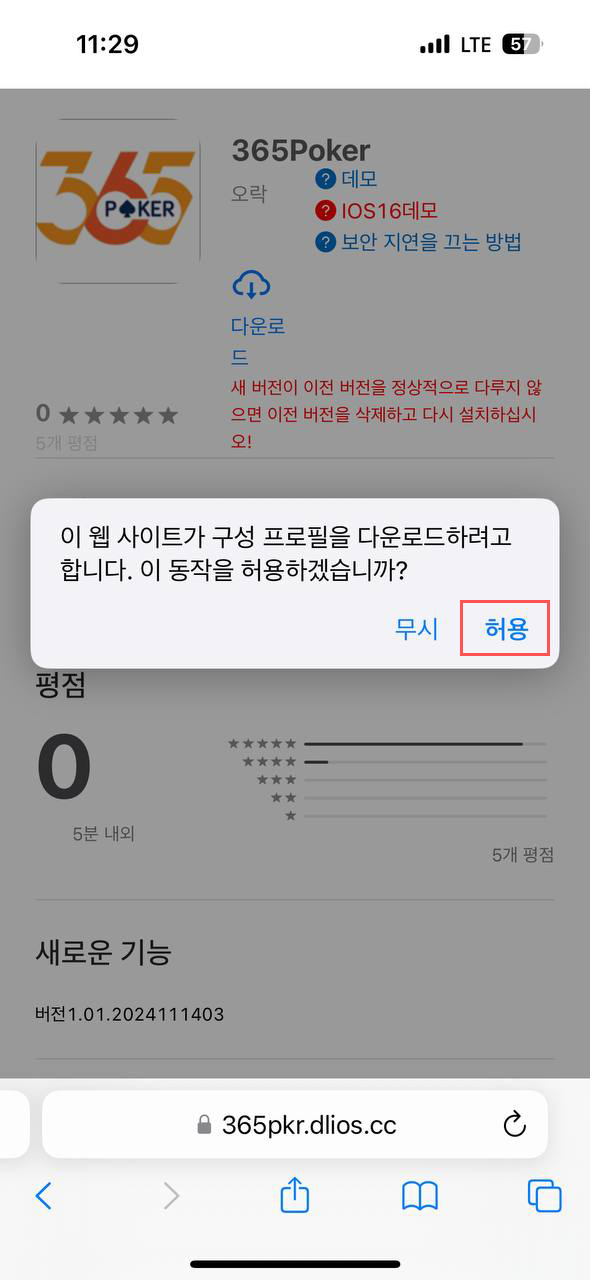 11:29
LTE
57
365
POKER
365Poker
오락
? 데모
? IOS16데모
? 보안 지연을 끄는 방법
다운로
드
새 버전이 이전 버전을 정상적으로 다루지 않
으면 이전 버전을 삭제하고 다시 설치하십시
오!
0 ★★★★★
5개 평점
이 웹 사이트가 구성 프로필을 다운로드하려고
합니다. 이 동작을 허용하겠습니까?
무시
허용
평점
0
5분 내외
★★★★★
★★★★
★★★
★★
★
5개 평점
새로운 기능
버전1.01.2024111403
365pkr.dlios.cc